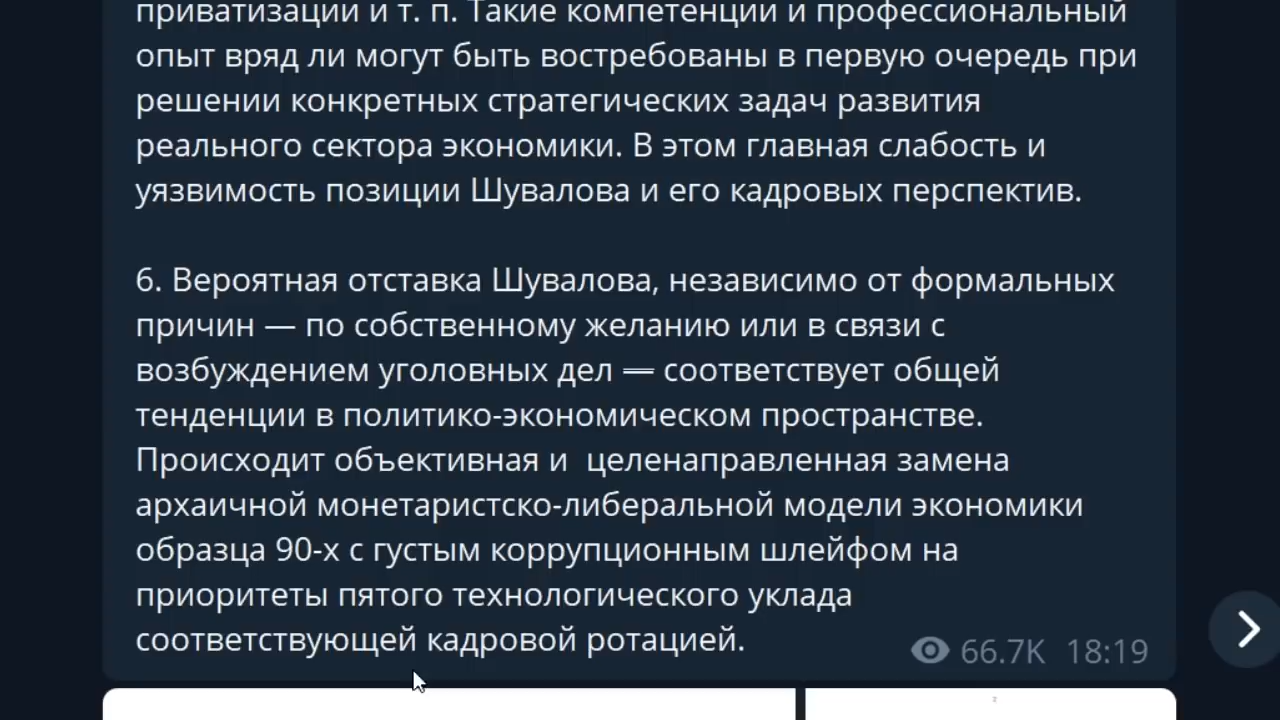 приватизации и т. п. Такие компетенции и профессиональный
опыт вряд ли могут быть востребованы в первую очередь при
решении конкретных стратегических задач развития
реального сектора экономики. В этом главная слабость и
уязвимость позиции Шувалова и его кадровых перспектив.
6. Вероятная отставка Шувалова, независимо от формальных
причин — по собственному желанию или в связи с
возбуждением уголовных дел — соответствует общей
тенденции в политико-экономическом пространстве.
Происходит объективная и  целенаправленная замена
архаичной монетаристско-либеральной модели экономики
образца 90-х с густым коррупционным шлейфом на
приоритеты пятого технологического уклада
соответствующей кадровой ротацией.
66.7K 18:19